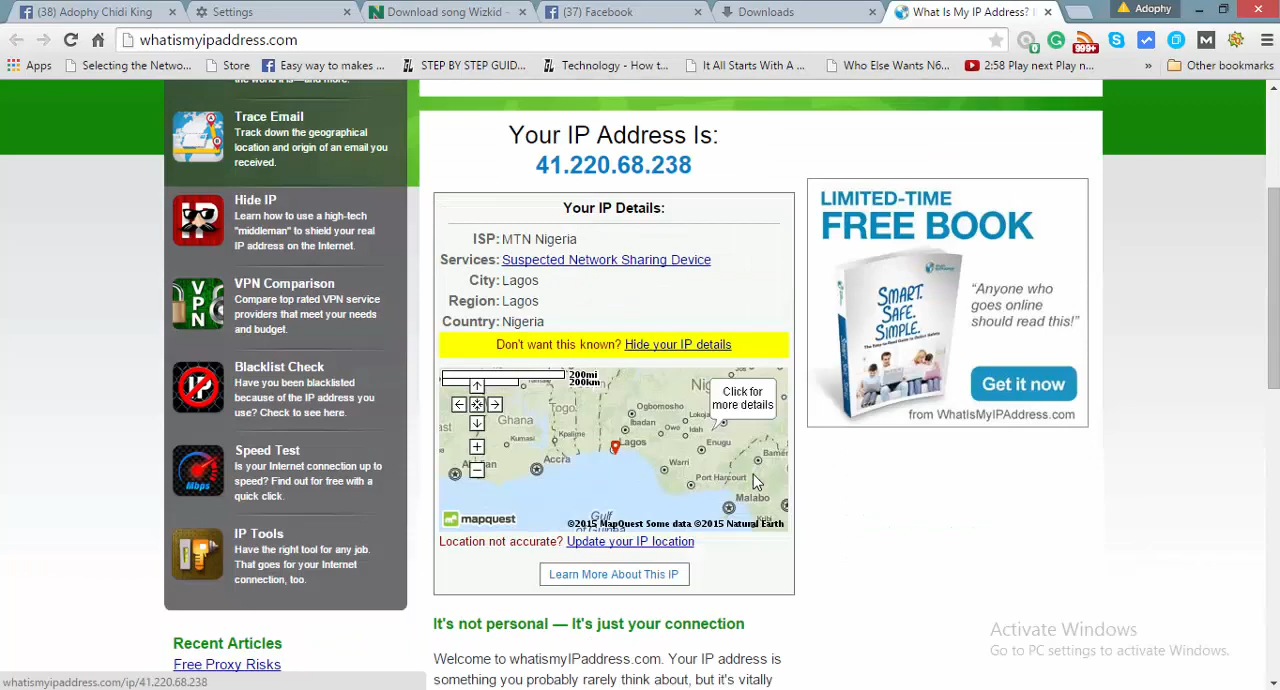 (38) Adophy Chidi King
Settings
Download song Wizkid -
(37) Facebook
Downloads
What Is My IP Address?
Adophy
whatismyipaddress.com
0
999+
Apps
Selecting the Netwo...
Store
Easy way to makes ...
STEP BY STEP GUID...
Technology - How t...
It All Starts With A ...
Who Else Wants N6...
2:58 Play next Play n...
»
Other bookmarks
Trace Email
Track down the geographical
location and origin of an email you
received.
Hide IP
Learn how to use a high-tech
"middleman" to shield your real
IP address on the Internet.
VPN Comparison
Compare top rated VPN service
providers that meet your needs
and budget.
Blacklist Check
Have you been blacklisted
because of the IP address you
use? Check to see here.
Speed Test
Is your Internet connection up to
speed? Find out for free with a
quick click.
IP Tools
Have the right tool for any job.
That goes for your Internet
connection, too.
Recent Articles
Free Proxy Risks
Your IP Address Is:
41.220.68.238
Your IP Details:
ISP: MTN Nigeria
Services: Suspected Network Sharing Device
City: Lagos
Region: Lagos
Country: Nigeria
Don't want this known? Hide your IP details
200mi
200km
Click for
more details
Togo
Ghana
Ogbomosho
Ibadan
Lokoja
Owo
Idah
Kumasi
Kpalime
Lagos
Enugu
Accra
Warri
Port Harcourt
Malabo
Gulf
mapquest
©2015 MapQuest Some data ©2015 Natural Earth
Location not accurate? Update your IP location
Learn More About This IP
It's not personal — It's just your connection
Welcome to whatismyIPaddress.com. Your IP address is
something you probably rarely think about, but it's vitally
LIMITED-TIME
FREE BOOK
SMART.
SAFE.
SIMPLE.
"Anyone who
goes online
should read this!"
Get it now
from WhatIsMyIPAddress.com
Activate Windows
Go to PC settings to activate Windows.
whatismyipaddress.com/ip/41.220.68.238